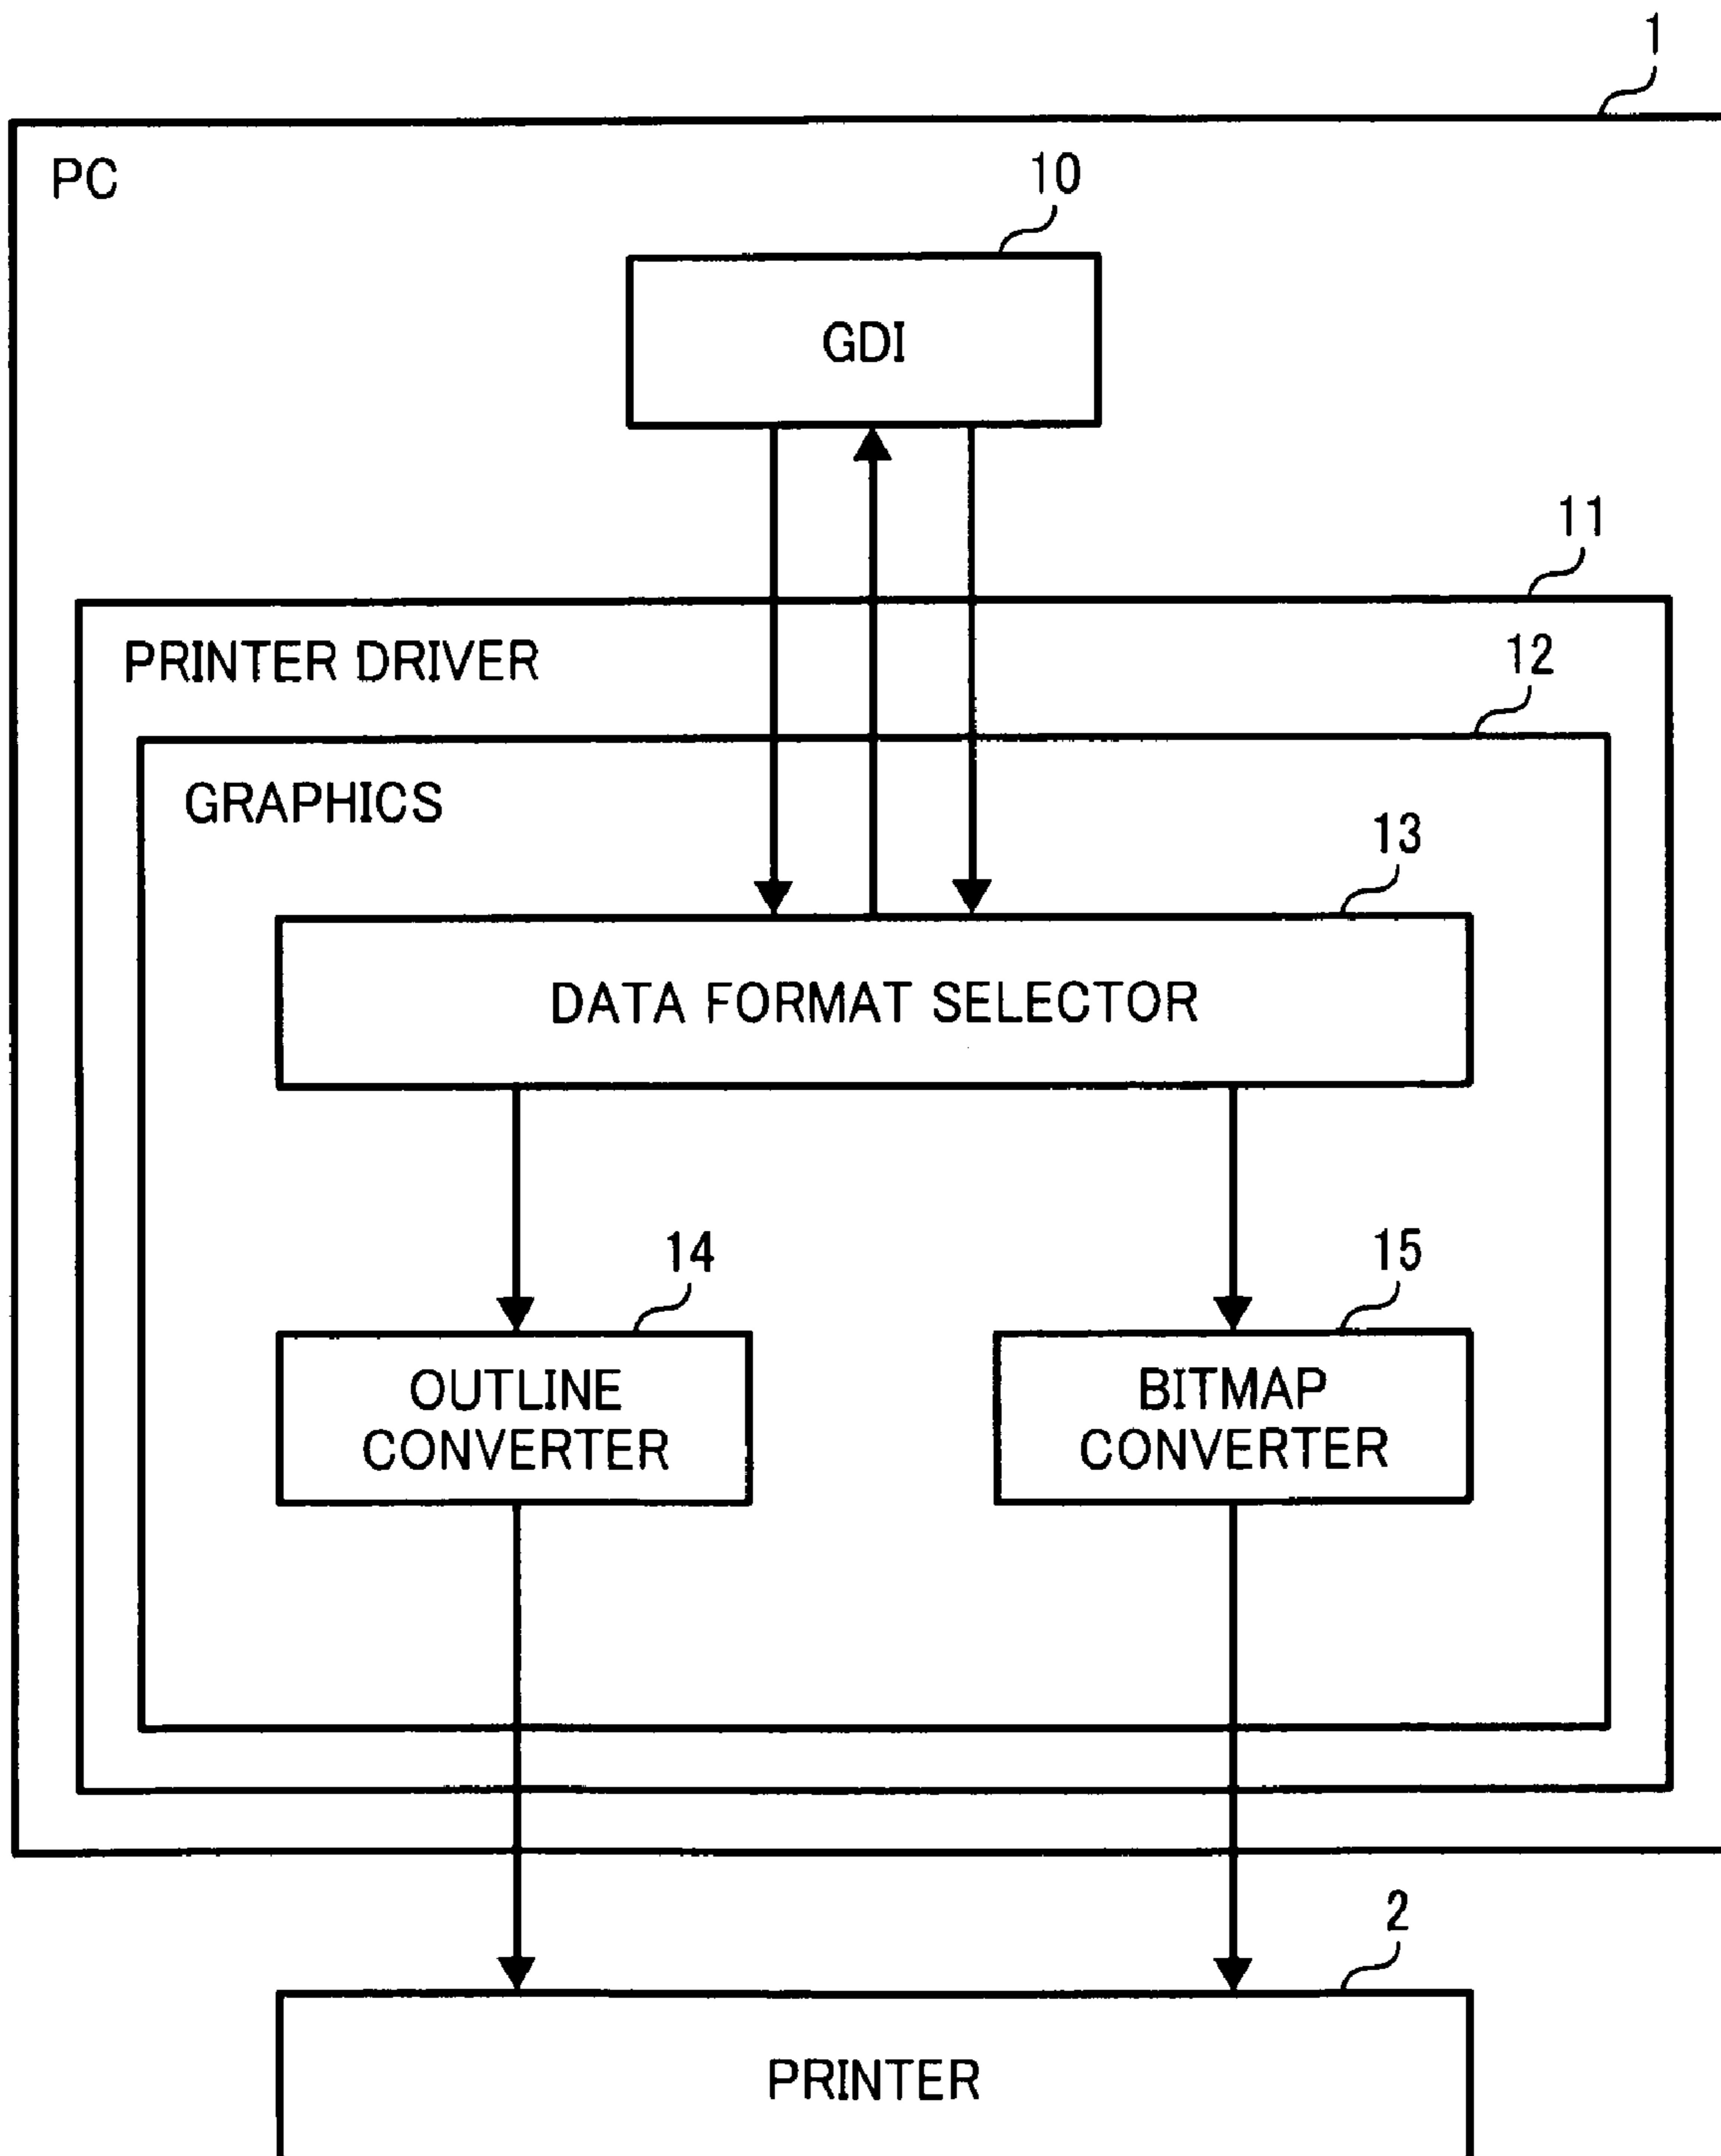 1
PC
10
GDI
11
PRINTER DRIVER
12
GRAPHICS
13
DATA FORMAT SELECTOR
14
15
OUTLINE
CONVERTER
BITMAP
CONVERTER
2
PRINTER